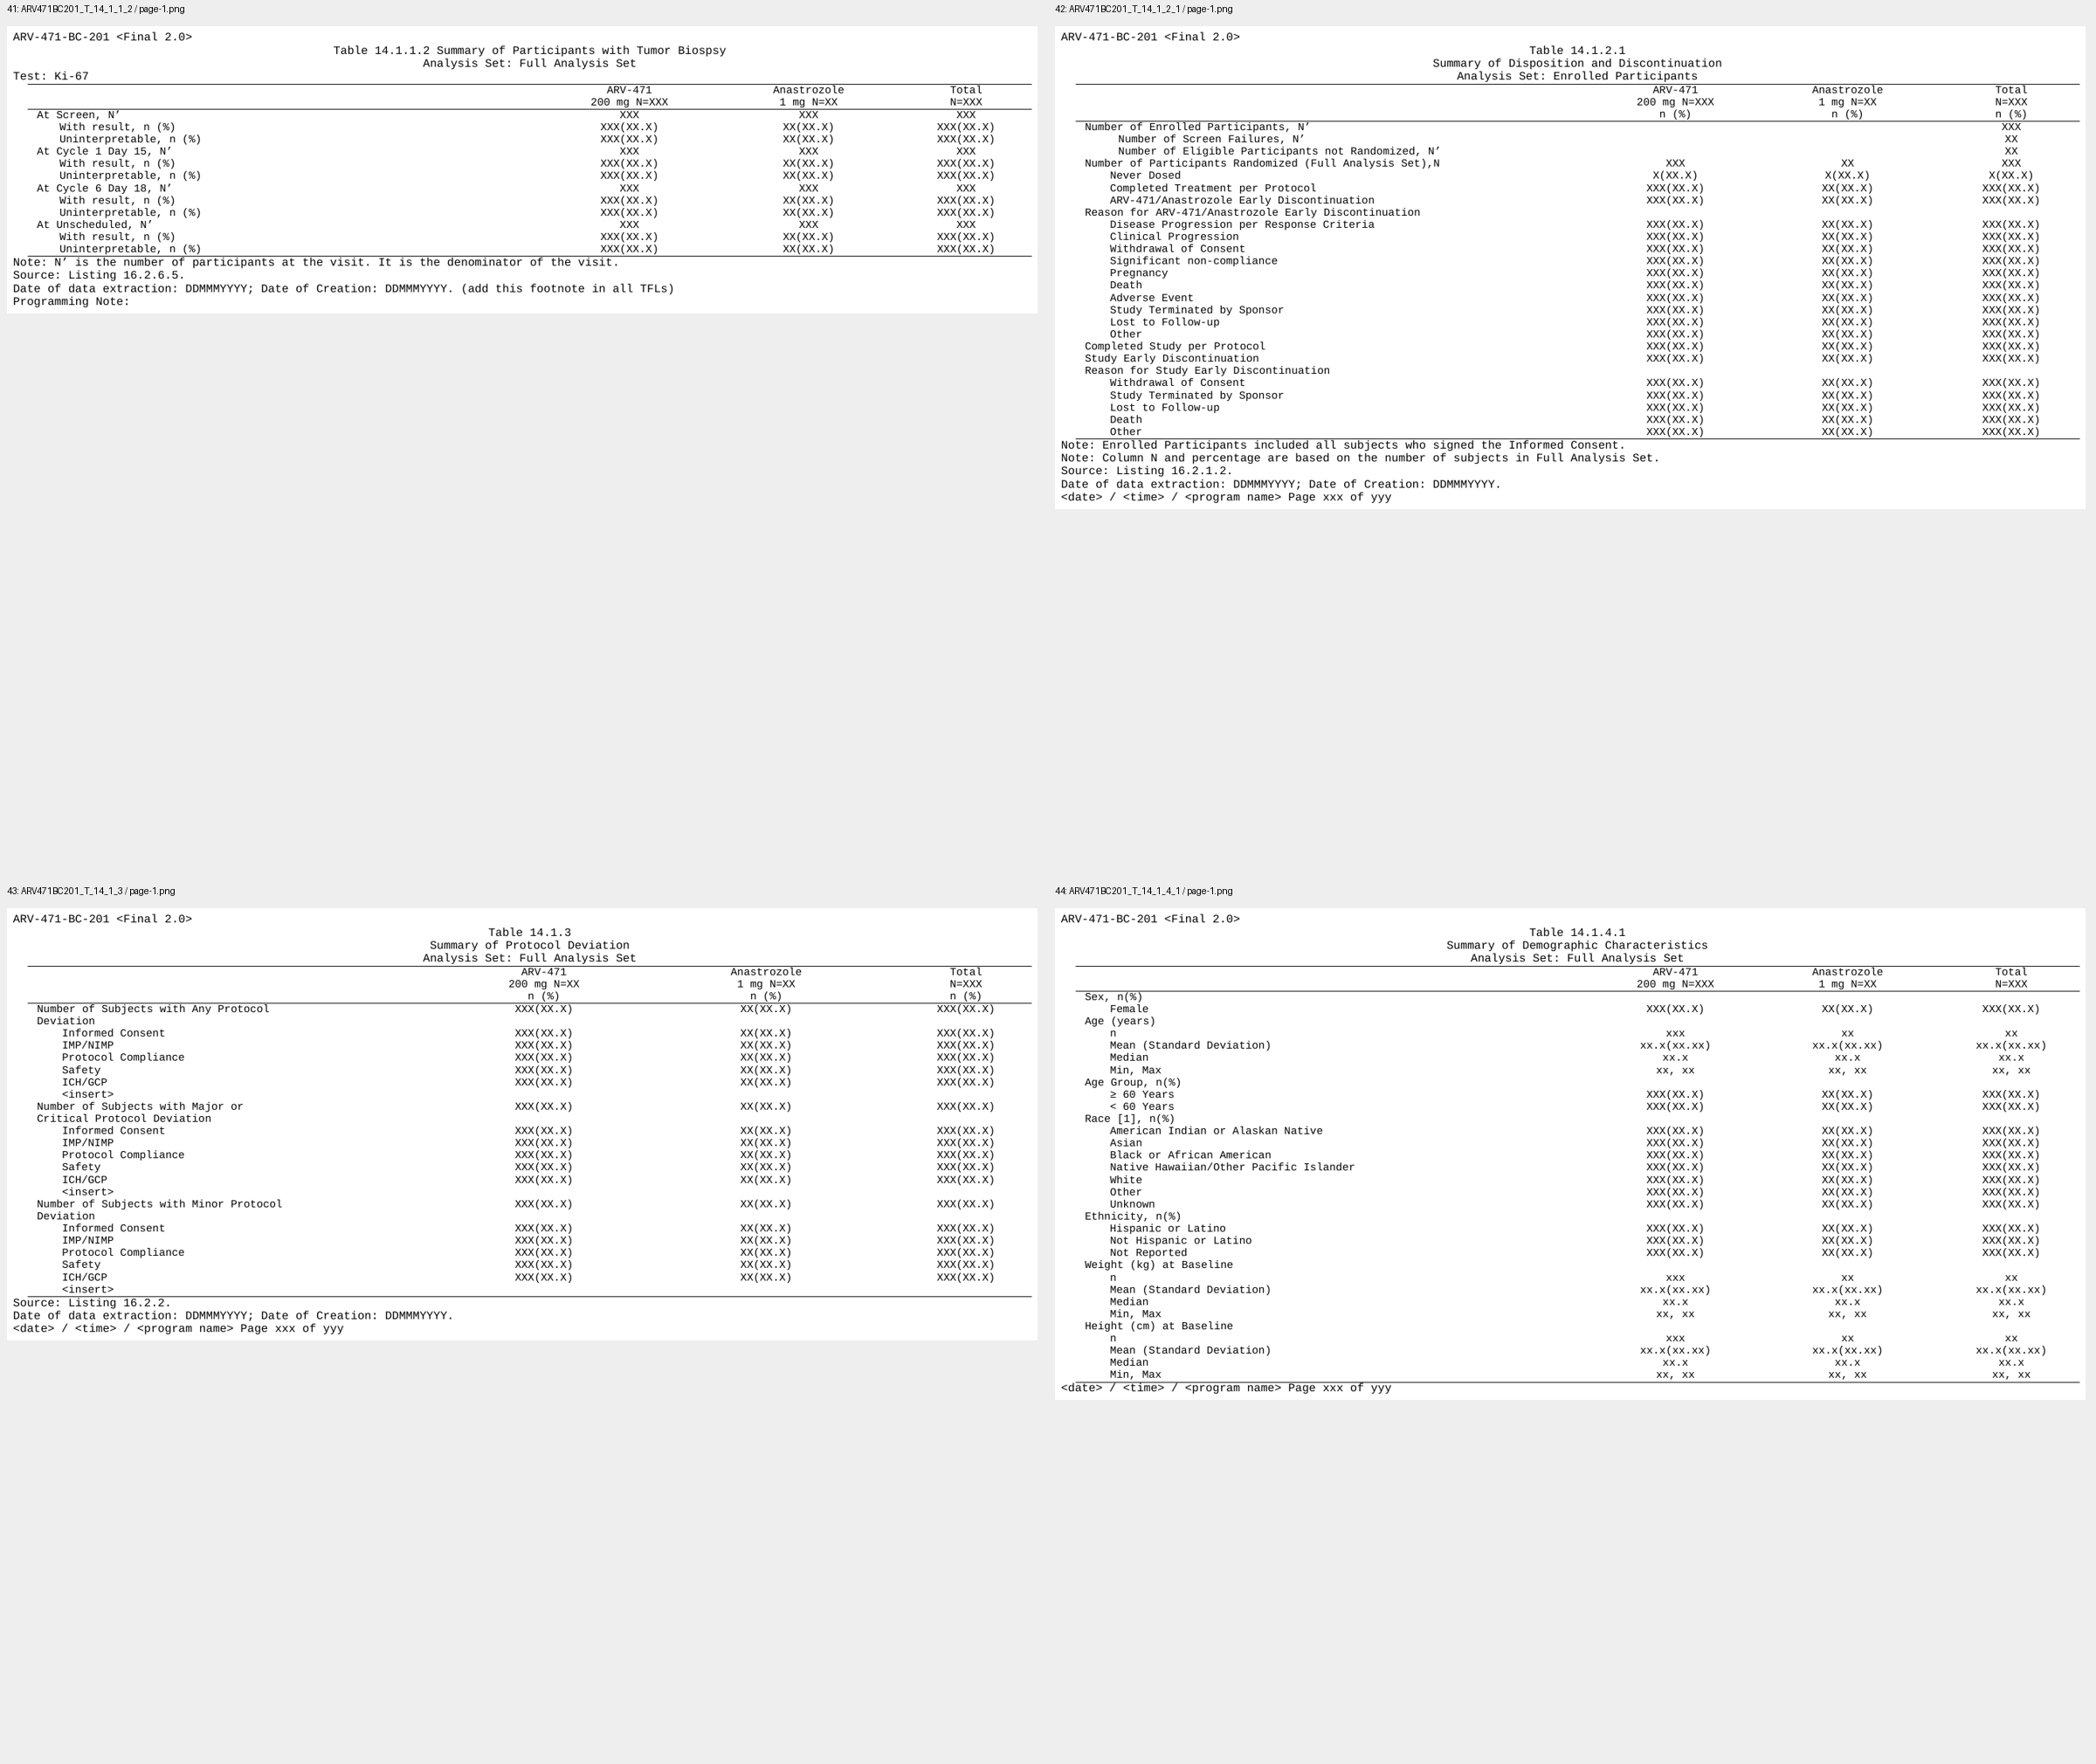 41: ARV471BC201_T_14_1_1_2 / page-1.png
ARV-471-BC-201 <Final 2.0>
Table 14.1.1.2 Summary of Participants with Tumor Biospsy
Analysis Set: Full Analysis Set
Test: Ki-67
ARV-471 Anastrozole Total
200 mg N=XXX 1 mg N=XX N=XXX
At Screen, N’ XXX XXX XXX
With result, n (%) XXX(XX.X) XX(XX.X) XXX(XX.X)
Uninterpretable, n (%) XXX(XX.X) XX(XX.X) XXX(XX.X)
At Cycle 1 Day 15, N’ XXX XXX XXX
With result, n (%) XXX(XX.X) XX(XX.X) XXX(XX.X)
Uninterpretable, n (%) XXX(XX.X) XX(XX.X) XXX(XX.X)
At Cycle 6 Day 18, N’ XXX XXX XXX
With result, n (%) XXX(XX.X) XX(XX.X) XXX(XX.X)
Uninterpretable, n (%) XXX(XX.X) XX(XX.X) XXX(XX.X)
At Unscheduled, N’ XXX XXX XXX
With result, n (%) XXX(XX.X) XX(XX.X) XXX(XX.X)
Uninterpretable, n (%) XXX(XX.X) XX(XX.X) XXX(XX.X)
Note: N’ is the number of participants at the visit. It is the denominator of the visit.
Source: Listing 16.2.6.5.
Date of data extraction: DDMMMYYYY; Date of Creation: DDMMMYYYY. (add this footnote in all TFLs)
Programming Note:
42: ARV471BC201_T_14_1_2_1 / page-1.png
ARV-471-BC-201 <Final 2.0>
Table 14.1.2.1
Summary of Disposition and Discontinuation
Analysis Set: Enrolled Participants
ARV-471 Anastrozole Total
200 mg N=XXX 1 mg N=XX N=XXX
n (%) n (%) n (%)
Number of Enrolled Participants, N’ XXX
Number of Screen Failures, N’ XX
Number of Eligible Participants not Randomized, N’ XX
Number of Participants Randomized (Full Analysis Set),N XXX XX XXX
Never Dosed X(XX.X) X(XX.X) X(XX.X)
Completed Treatment per Protocol XXX(XX.X) XX(XX.X) XXX(XX.X)
ARV-471/Anastrozole Early Discontinuation XXX(XX.X) XX(XX.X) XXX(XX.X)
Reason for ARV-471/Anastrozole Early Discontinuation
Disease Progression per Response Criteria XXX(XX.X) XX(XX.X) XXX(XX.X)
Clinical Progression XXX(XX.X) XX(XX.X) XXX(XX.X)
Withdrawal of Consent XXX(XX.X) XX(XX.X) XXX(XX.X)
Significant non-compliance XXX(XX.X) XX(XX.X) XXX(XX.X)
Pregnancy XXX(XX.X) XX(XX.X) XXX(XX.X)
Death XXX(XX.X) XX(XX.X) XXX(XX.X)
Adverse Event XXX(XX.X) XX(XX.X) XXX(XX.X)
Study Terminated by Sponsor XXX(XX.X) XX(XX.X) XXX(XX.X)
Lost to Follow-up XXX(XX.X) XX(XX.X) XXX(XX.X)
Other XXX(XX.X) XX(XX.X) XXX(XX.X)
Completed Study per Protocol XXX(XX.X) XX(XX.X) XXX(XX.X)
Study Early Discontinuation XXX(XX.X) XX(XX.X) XXX(XX.X)
Reason for Study Early Discontinuation
Withdrawal of Consent XXX(XX.X) XX(XX.X) XXX(XX.X)
Study Terminated by Sponsor XXX(XX.X) XX(XX.X) XXX(XX.X)
Lost to Follow-up XXX(XX.X) XX(XX.X) XXX(XX.X)
Death XXX(XX.X) XX(XX.X) XXX(XX.X)
Other XXX(XX.X) XX(XX.X) XXX(XX.X)
Note: Enrolled Participants included all subjects who signed the Informed Consent.
Note: Column N and percentage are based on the number of subjects in Full Analysis Set.
Source: Listing 16.2.1.2.
Date of data extraction: DDMMMYYYY; Date of Creation: DDMMMYYYY.
<date> / <time> / <program name> Page xxx of yyy
43: ARV471BC201_T_14_1_3 / page-1.png
ARV-471-BC-201 <Final 2.0>
Table 14.1.3
Summary of Protocol Deviation
Analysis Set: Full Analysis Set
ARV-471 Anastrozole Total
200 mg N=XX 1 mg N=XX N=XXX
n (%) n (%) n (%)
Number of Subjects with Any Protocol XXX(XX.X) XX(XX.X) XXX(XX.X)
Deviation
Informed Consent XXX(XX.X) XX(XX.X) XXX(XX.X)
IMP/NIMP XXX(XX.X) XX(XX.X) XXX(XX.X)
Protocol Compliance XXX(XX.X) XX(XX.X) XXX(XX.X)
Safety XXX(XX.X) XX(XX.X) XXX(XX.X)
ICH/GCP XXX(XX.X) XX(XX.X) XXX(XX.X)
<insert>
Number of Subjects with Major or XXX(XX.X) XX(XX.X) XXX(XX.X)
Critical Protocol Deviation
Informed Consent XXX(XX.X) XX(XX.X) XXX(XX.X)
IMP/NIMP XXX(XX.X) XX(XX.X) XXX(XX.X)
Protocol Compliance XXX(XX.X) XX(XX.X) XXX(XX.X)
Safety XXX(XX.X) XX(XX.X) XXX(XX.X)
ICH/GCP XXX(XX.X) XX(XX.X) XXX(XX.X)
<insert>
Number of Subjects with Minor Protocol XXX(XX.X) XX(XX.X) XXX(XX.X)
Deviation
Informed Consent XXX(XX.X) XX(XX.X) XXX(XX.X)
IMP/NIMP XXX(XX.X) XX(XX.X) XXX(XX.X)
Protocol Compliance XXX(XX.X) XX(XX.X) XXX(XX.X)
Safety XXX(XX.X) XX(XX.X) XXX(XX.X)
ICH/GCP XXX(XX.X) XX(XX.X) XXX(XX.X)
<insert>
Source: Listing 16.2.2.
Date of data extraction: DDMMMYYYY; Date of Creation: DDMMMYYYY.
<date> / <time> / <program name> Page xxx of yyy
44: ARV471BC201_T_14_1_4_1 / page-1.png
ARV-471-BC-201 <Final 2.0>
Table 14.1.4.1
Summary of Demographic Characteristics
Analysis Set: Full Analysis Set
ARV-471 Anastrozole Total
200 mg N=XXX 1 mg N=XX N=XXX
Sex, n(%)
Female XXX(XX.X) XX(XX.X) XXX(XX.X)
Age (years)
n xxx xx xx
Mean (Standard Deviation) xx.x(xx.xx) xx.x(xx.xx) xx.x(xx.xx)
Median xx.x xx.x xx.x
Min, Max xx, xx xx, xx xx, xx
Age Group, n(%)
≥ 60 Years XXX(XX.X) XX(XX.X) XXX(XX.X)
< 60 Years XXX(XX.X) XX(XX.X) XXX(XX.X)
Race [1], n(%)
American Indian or Alaskan Native XXX(XX.X) XX(XX.X) XXX(XX.X)
Asian XXX(XX.X) XX(XX.X) XXX(XX.X)
Black or African American XXX(XX.X) XX(XX.X) XXX(XX.X)
Native Hawaiian/Other Pacific Islander XXX(XX.X) XX(XX.X) XXX(XX.X)
White XXX(XX.X) XX(XX.X) XXX(XX.X)
Other XXX(XX.X) XX(XX.X) XXX(XX.X)
Unknown XXX(XX.X) XX(XX.X) XXX(XX.X)
Ethnicity, n(%)
Hispanic or Latino XXX(XX.X) XX(XX.X) XXX(XX.X)
Not Hispanic or Latino XXX(XX.X) XX(XX.X) XXX(XX.X)
Not Reported XXX(XX.X) XX(XX.X) XXX(XX.X)
Weight (kg) at Baseline
n xxx xx xx
Mean (Standard Deviation) xx.x(xx.xx) xx.x(xx.xx) xx.x(xx.xx)
Median xx.x xx.x xx.x
Min, Max xx, xx xx, xx xx, xx
Height (cm) at Baseline
n xxx xx xx
Mean (Standard Deviation) xx.x(xx.xx) xx.x(xx.xx) xx.x(xx.xx)
Median xx.x xx.x xx.x
Min, Max xx, xx xx, xx xx, xx
<date> / <time> / <program name> Page xxx of yyy